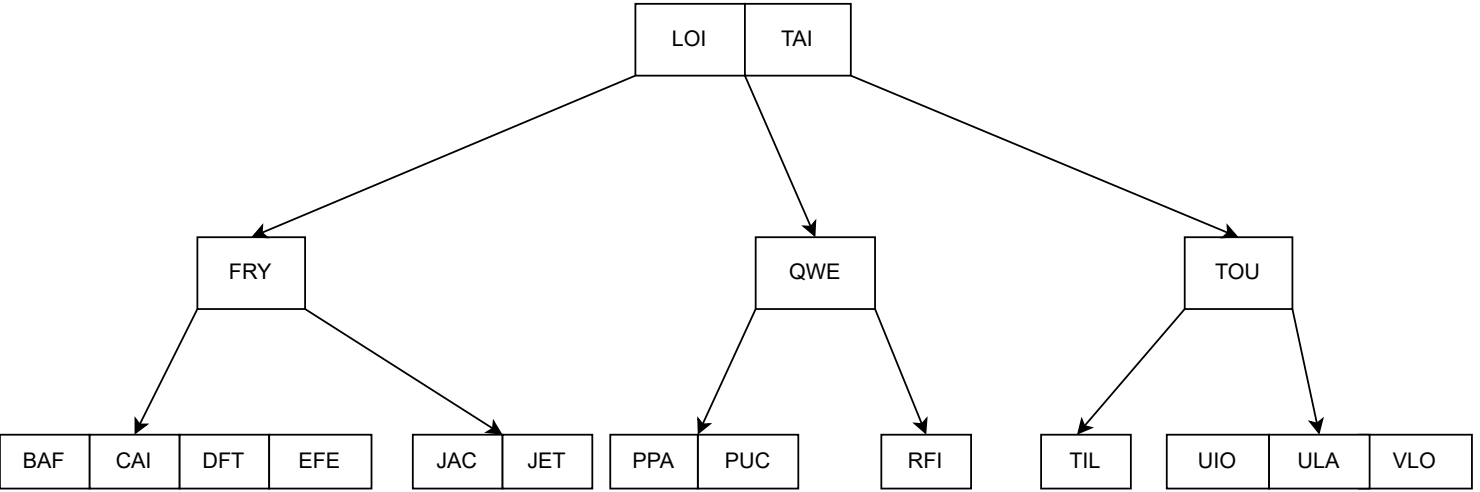 LOI TAI
FRY QWE TOU
BAF CAI DFT EFE JAC JET PPA PUC RFI TIL UIO ULA VLO